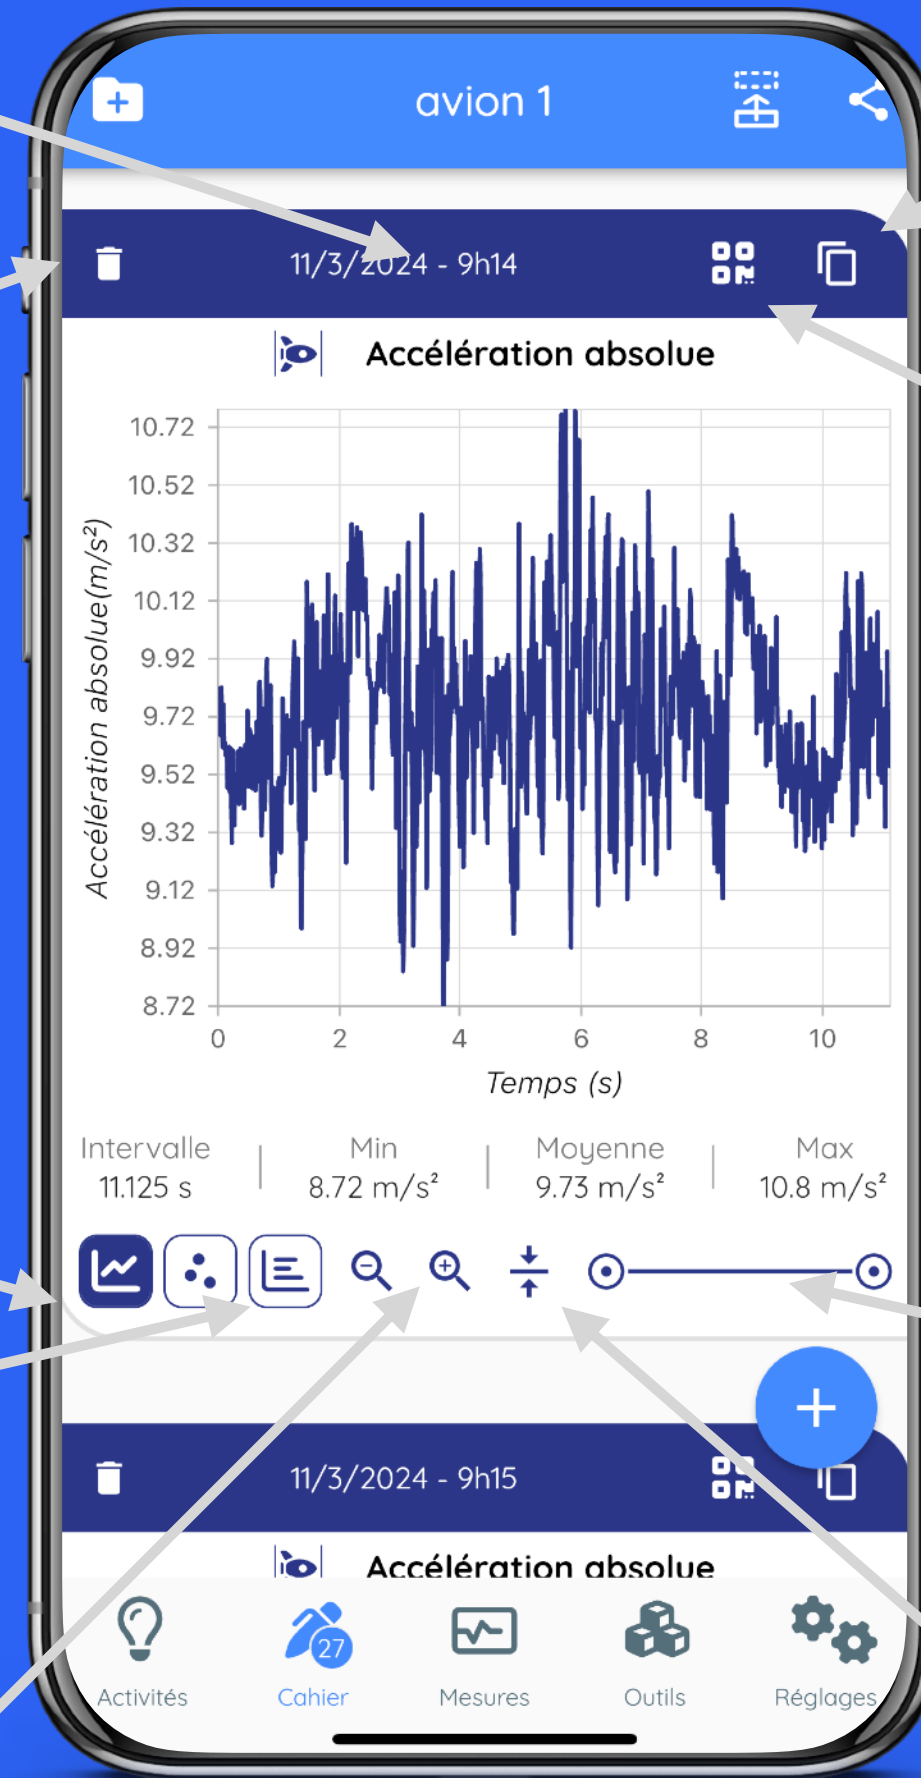 avion 1
11/3/2024 - 9h14
Accélération absolue
10.72
10.52
10.32
10.12
9.92
9.72
9.52
9.32
9.12
8.92
8.72
Accélération absolue(m/s²)
0 2 4 6 8 10
Temps (s)
Intervalle Min Moyenne Max
11.125 s 8.72 m/s² 9.73 m/s² 10.8 m/s²
11/3/2024 - 9h15
Accélération absolue
27
Activités Cahier Mesures Outils Réglages